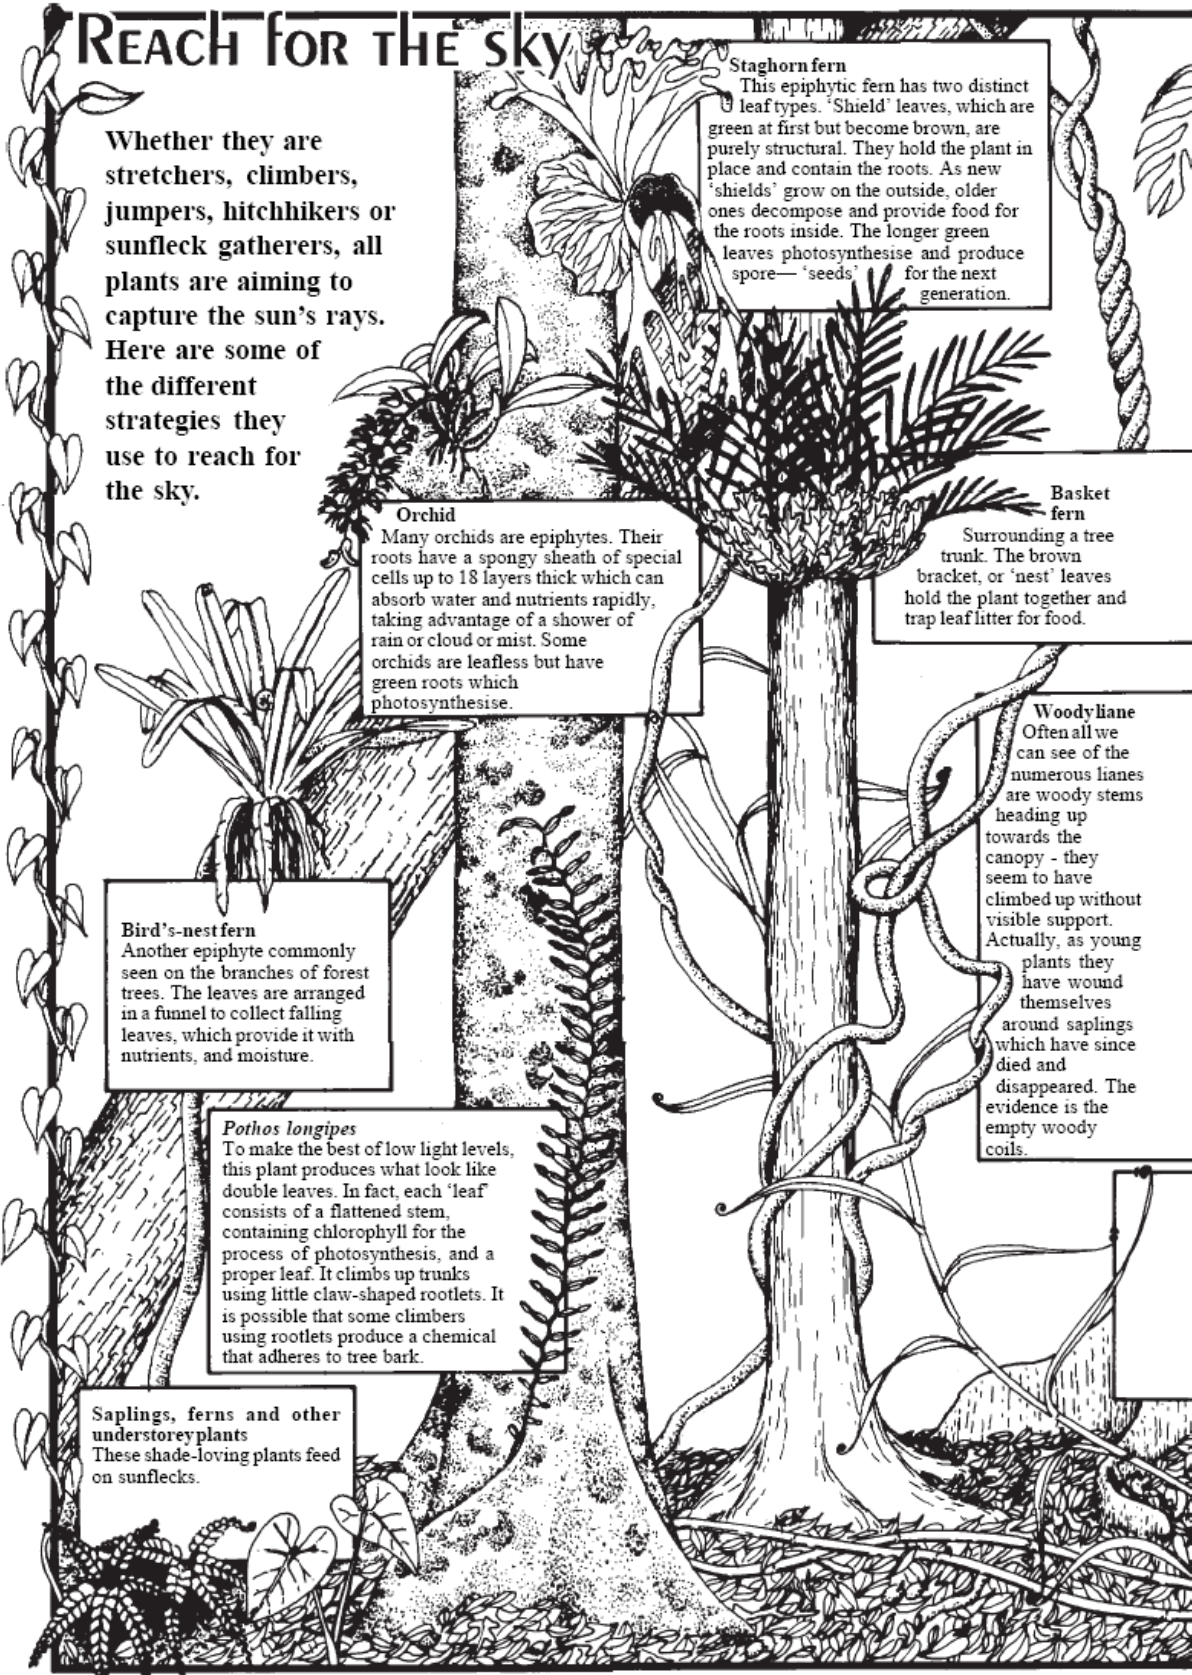 REACH FOR THE SKY
Whether they are
stretchers, climbers,
jumpers, hitchhikers or
sunfleck gatherers, all
plants are aiming to
capture the sun's rays.
Here are some of
the different
strategies they
use to reach for
the sky.
Staghorn fern
This epiphytic fern has two distinct
leaf types. 'Shield' leaves, which are
green at first but become brown, are
purely structural. They hold the plant in
place and contain the roots. As new
'shields' grow on the outside, older
ones decompose and provide food for
the roots inside. The longer green
leaves photosynthesise and produce
spore— 'seeds' for the next
generation.
Orchid
Many orchids are epiphytes. Their
roots have a spongy sheath of special
cells up to 18 layers thick which can
absorb water and nutrients rapidly,
taking advantage of a shower of
rain or cloud or mist. Some
orchids are leafless but have
green roots which
photosynthesise.
Basket
fern
Surrounding a tree
trunk. The brown
bracket, or 'nest' leaves
hold the plant together and
trap leaf litter for food.
Woody liane
Often all we
can see of the
numerous lianes
are woody stems
heading up
towards the
canopy - they
seem to have
climbed up without
visible support.
Actually, as young
plants they
have wound
themselves
around saplings
which have since
died and
disappeared. The
evidence is the
empty woody
coils.
Bird's-nest fern
Another epiphyte commonly
seen on the branches of forest
trees. The leaves are arranged
in a funnel to collect falling
leaves, which provide it with
nutrients, and moisture.
Pothos longipes
To make the best of low light levels,
this plant produces what look like
double leaves. In fact, each 'leaf'
consists of a flattened stem,
containing chlorophyll for the
process of photosynthesis, and a
proper leaf. It climbs up trunks
using little claw-shaped rootlets. It
is possible that some climbers
using rootlets produce a chemical
that adheres to tree bark.
Saplings, ferns and other
understorey plants
These shade-loving plants feed
on sunflecks.